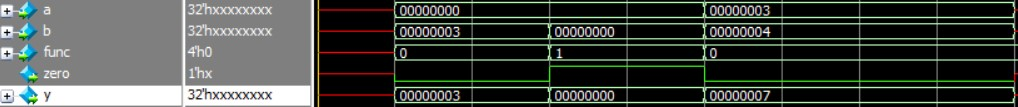 a 32'hxxxxxxxx 00000000 00000003
b 32'hxxxxxxxx 00000003 00000000 00000004
func 4'h0 0 1 0
zero 1'hx
y 32'hxxxxxxxx 00000003 00000000 00000007